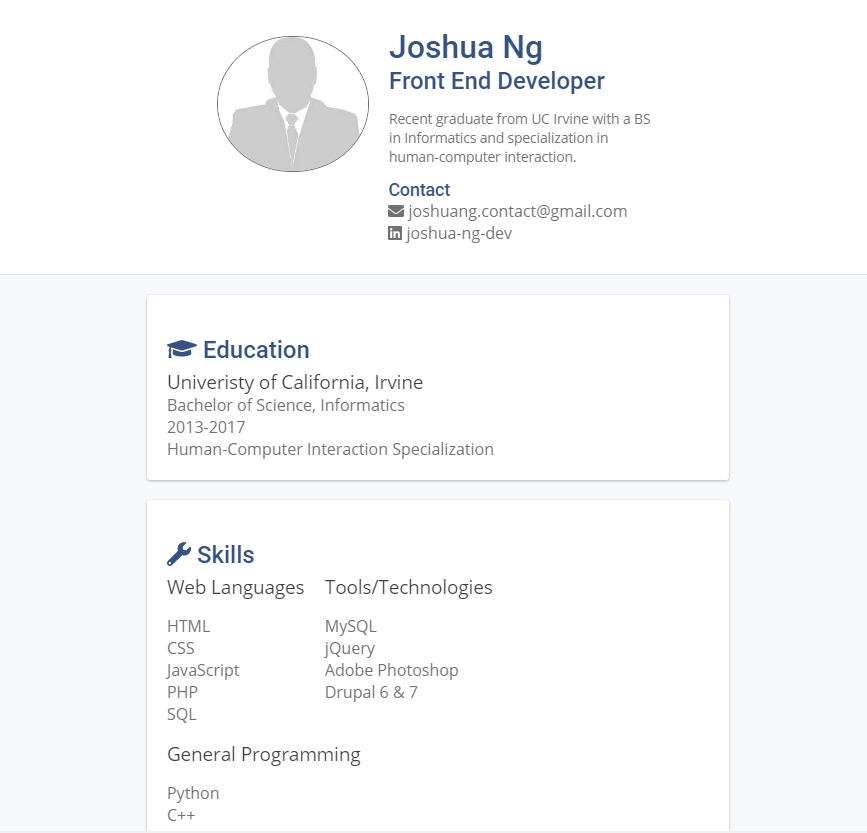 Joshua Ng
Front End Developer
Recent graduate from UC Irvine with a BS
in Informatics and specialization in
human-computer interaction.
Contact
joshuang.contact@gmail.com
joshua-ng-dev
Education
Univeristy of California, Irvine
Bachelor of Science, Informatics
2013-2017
Human-Computer Interaction Specialization
Skills
Web Languages
HTML
CSS
JavaScript
PHP
SQL
Tools/Technologies
MySQL
jQuery
Adobe Photoshop
Drupal 6 & 7
General Programming
Python
C++